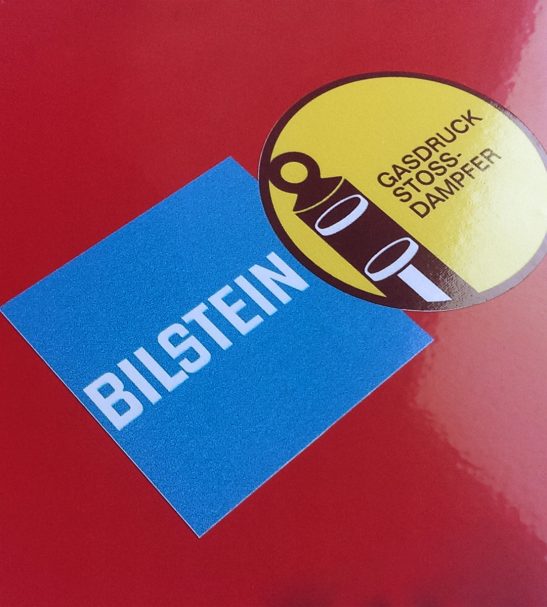 GASDRUCK
STOSS-
DAMPFER
BILSTEIN